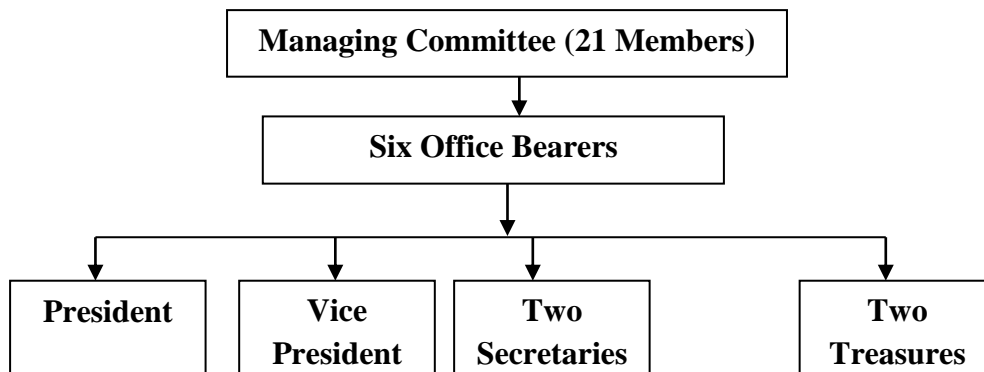 Managing Committee (21 Members)
Six Office Bearers
President
Vice
President
Two
Secretaries
Two
Treasures